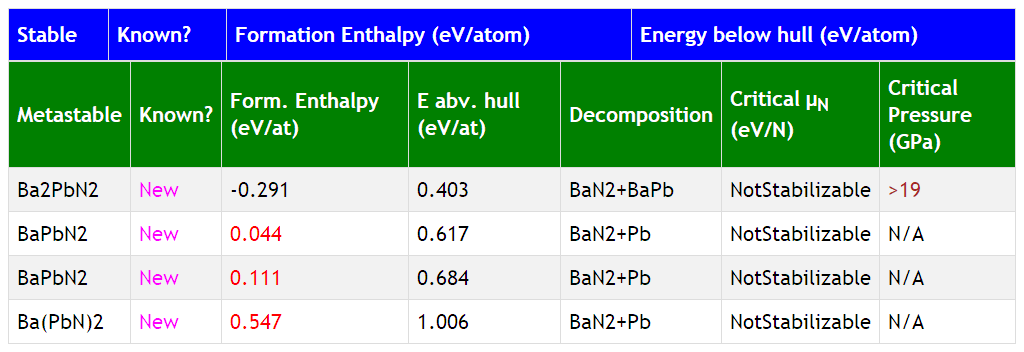 Stable Known? Formation Enthalpy (eV/atom) Energy below hull (eV/atom)
Metastable Known? Form. Enthalpy (eV/at) E abv. hull (eV/at) Decomposition Critical μN (eV/N) Critical Pressure (GPa)
Ba2PbN2 New -0.291 0.403 BaN2+BaPb NotStabilizable >19
BaPbN2 New 0.044 0.617 BaN2+Pb NotStabilizable N/A
BaPbN2 New 0.111 0.684 BaN2+Pb NotStabilizable N/A
Ba(PbN)2 New 0.547 1.006 BaN2+Pb NotStabilizable N/A